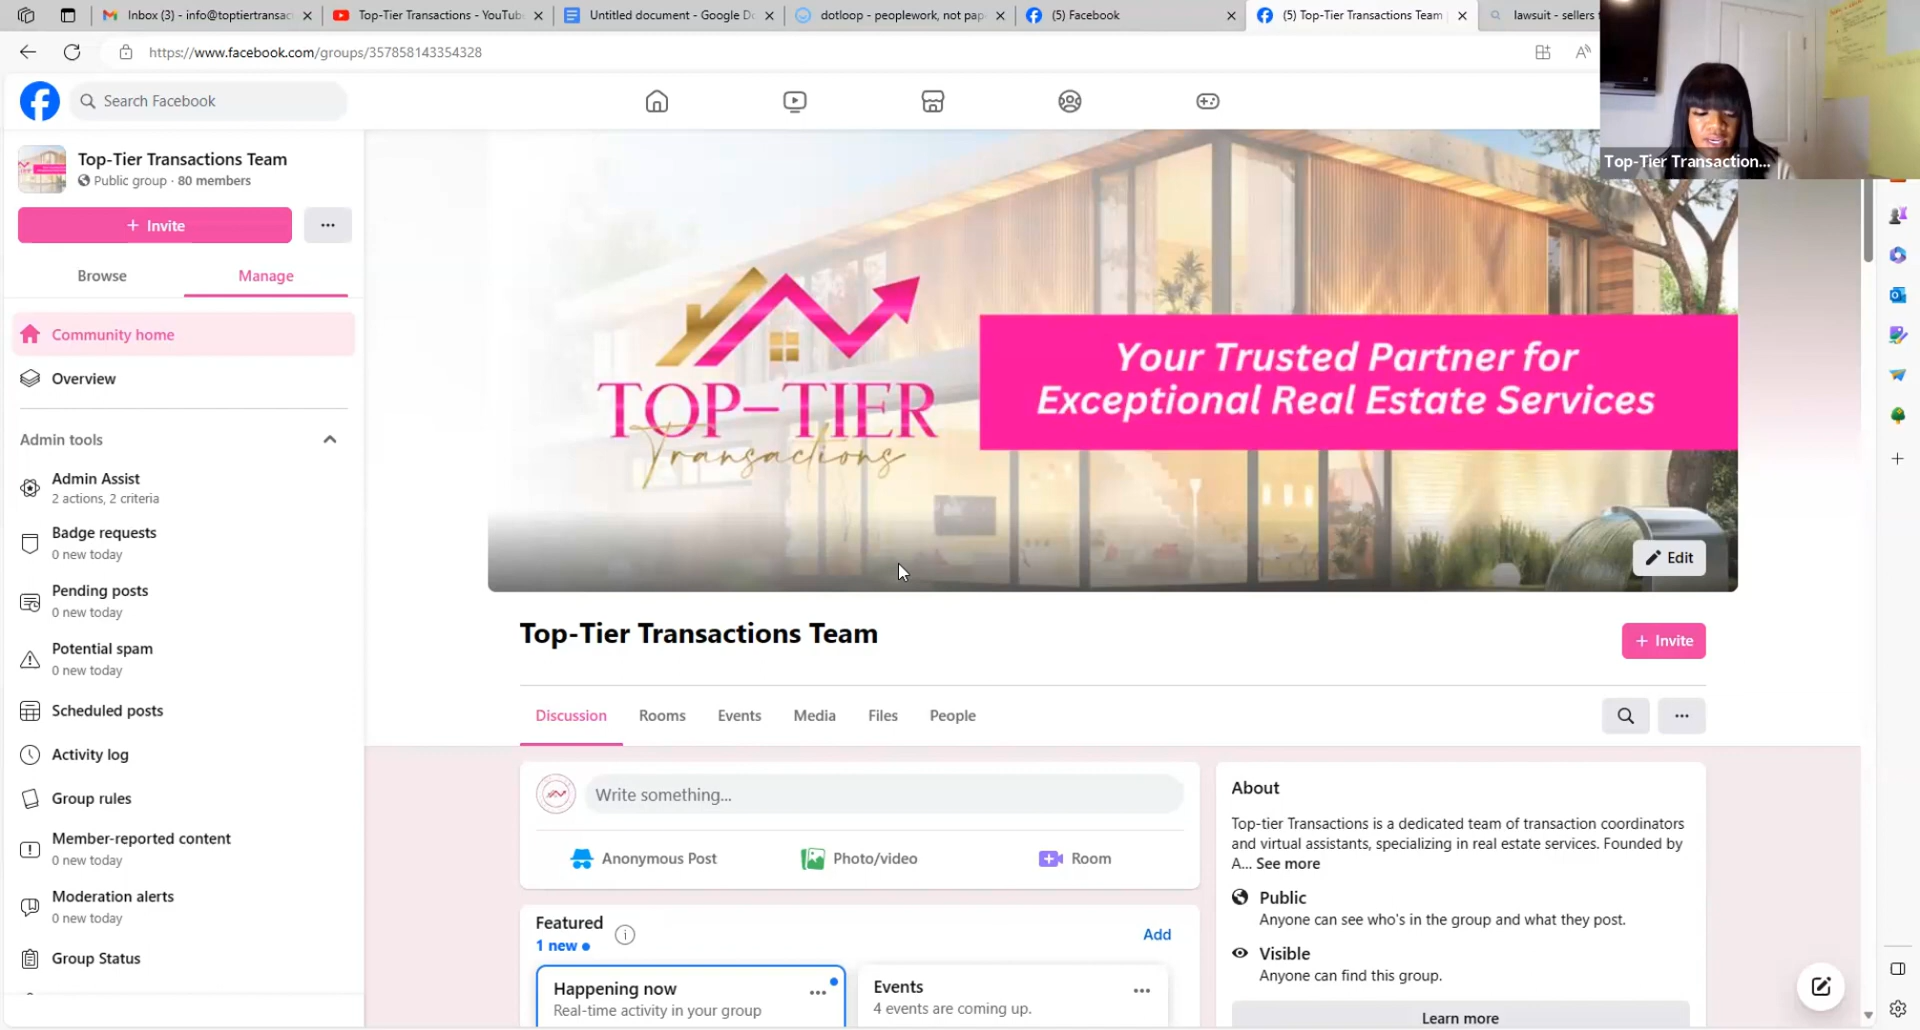 Inbox (3) - info@toptiertransac
Top-Tier Transactions - YouTub
Untitled document - Google Do
dotloop - peoplework, not pap
(5) Facebook
(5) Top-Tier Transactions Team
lawsuit - sellers
https://www.facebook.com/groups/357858143354328
Search Facebook
Top-Tier Transaction...
Top-Tier Transactions Team
Public group · 80 members
+ Invite
Browse
Manage
Community home
Overview
Admin tools
Admin Assist
2 actions, 2 criteria
Badge requests
0 new today
Pending posts
0 new today
Potential spam
0 new today
Scheduled posts
Activity log
Group rules
Member-reported content
0 new today
Moderation alerts
0 new today
Group Status
TOP-TIER
Transactions
Your Trusted Partner for
Exceptional Real Estate Services
Edit
Top-Tier Transactions Team
+ Invite
Discussion
Rooms
Events
Media
Files
People
Write something...
Anonymous Post
Photo/video
Room
Featured
1 new
Add
Happening now
Real-time activity in your group
Events
4 events are coming up.
About
Top-tier Transactions is a dedicated team of transaction coordinators
and virtual assistants, specializing in real estate services. Founded by
A... See more
Public
Anyone can see who's in the group and what they post.
Visible
Anyone can find this group.
Learn more